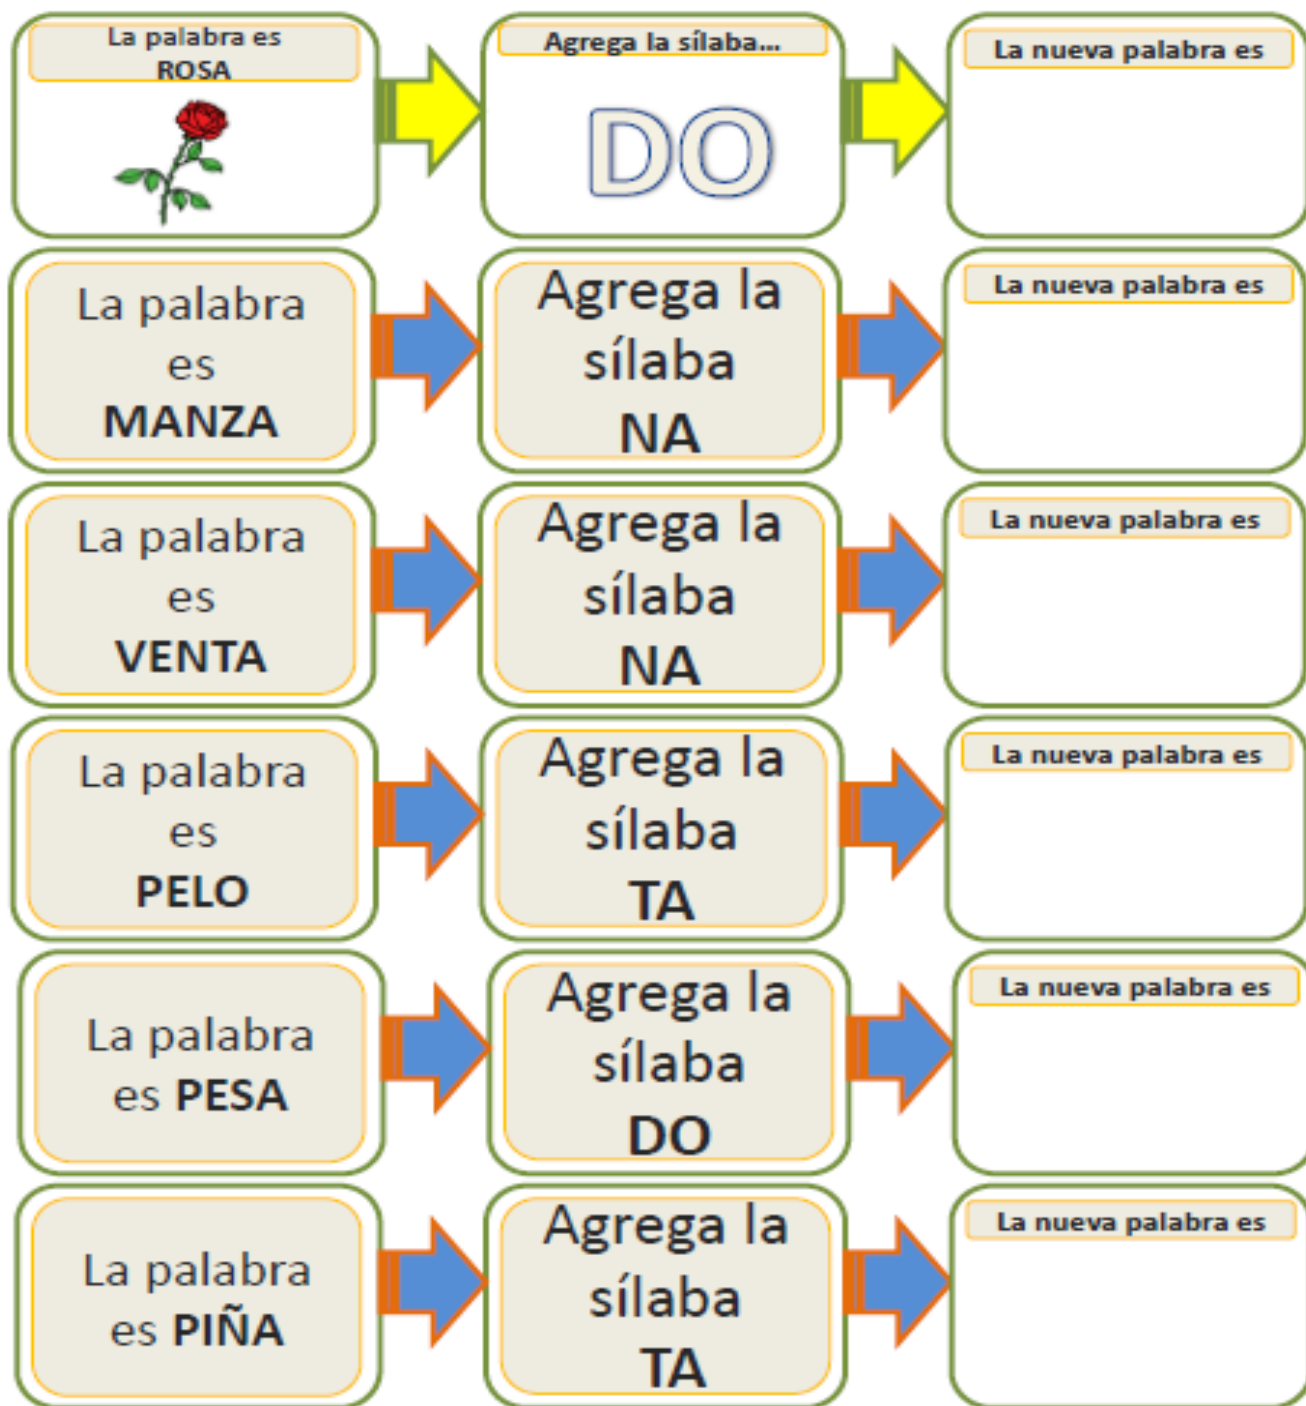 La palabra es
ROSA
Agrega la sílaba...
DO
La nueva palabra es
La palabra
es
MANZA
Agrega la
sílaba
NA
La nueva palabra es
La palabra
es
VENTA
Agrega la
sílaba
NA
La nueva palabra es
La palabra
es
PELO
Agrega la
sílaba
TA
La nueva palabra es
La palabra
es PESA
Agrega la
sílaba
DO
La nueva palabra es
La palabra
es PIÑA
Agrega la
sílaba
TA
La nueva palabra es